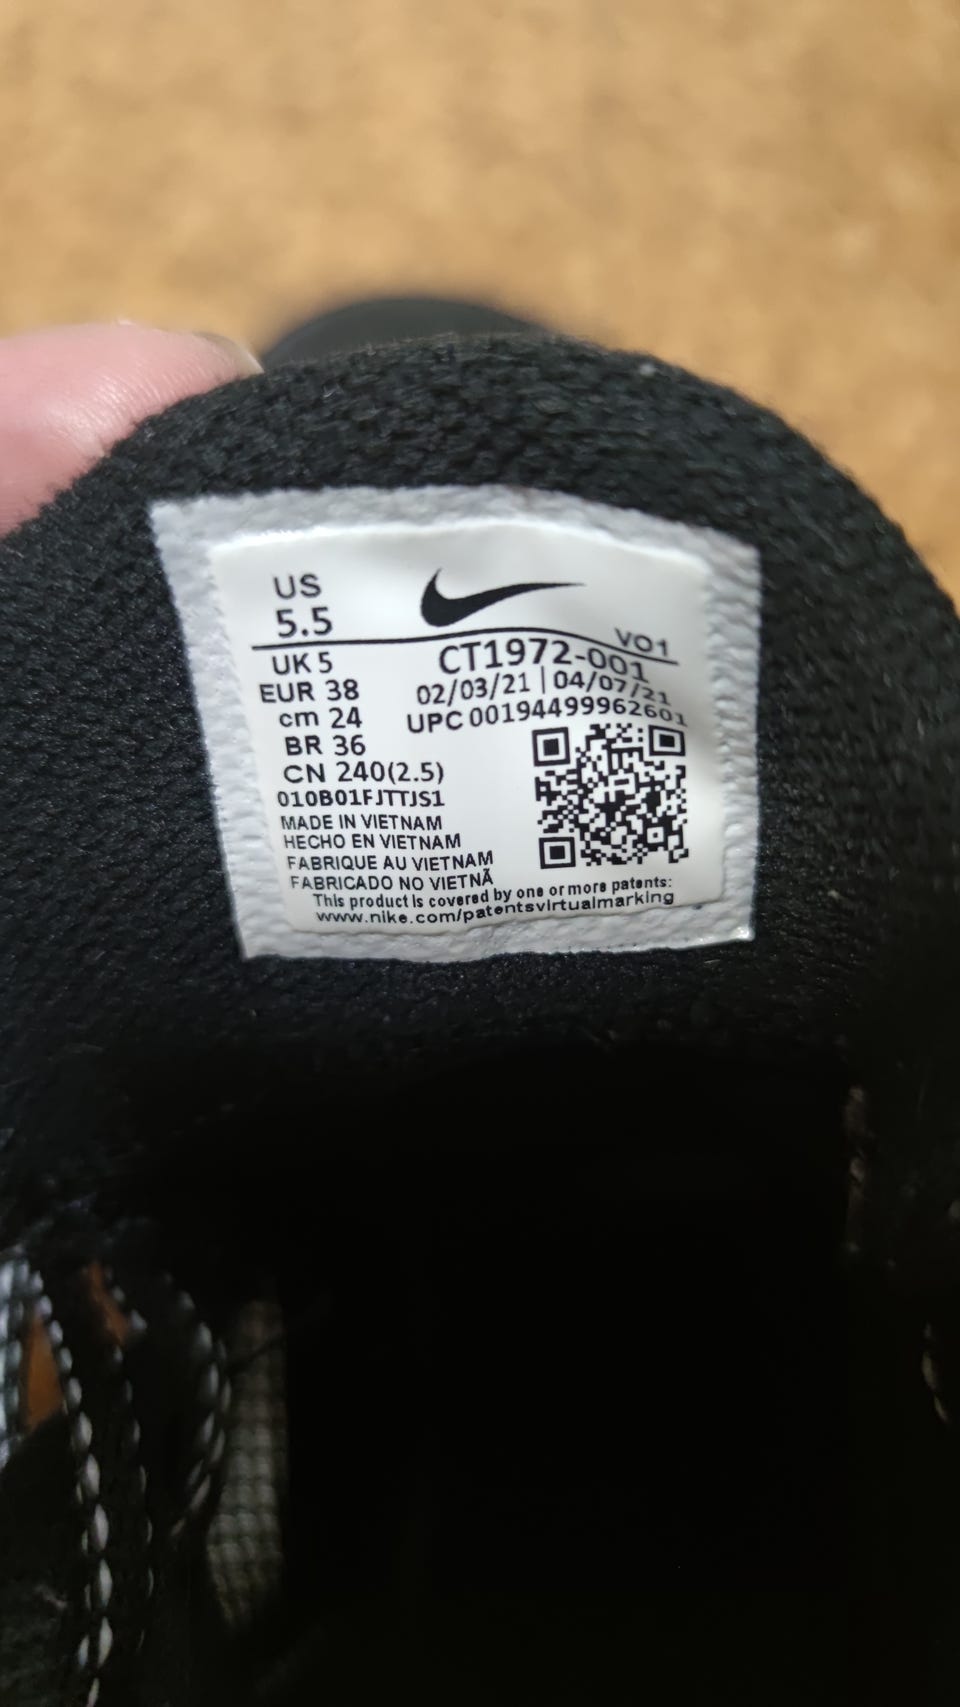 US
5.5
VO1
UK 5
CT1972-001
EUR 38
02/03/21 | 04/07/21
cm 24
UPC 00194499962601
BR 36
CN 240(2.5)
010B01FJTTJS1
MADE IN VIETNAM
HECHO EN VIETNAM
FABRIQUE AU VIETNAM
FABRICADO NO VIETNÃ
This product is covered by one or more patents:
www.nike.com/patentsvirtualmarking